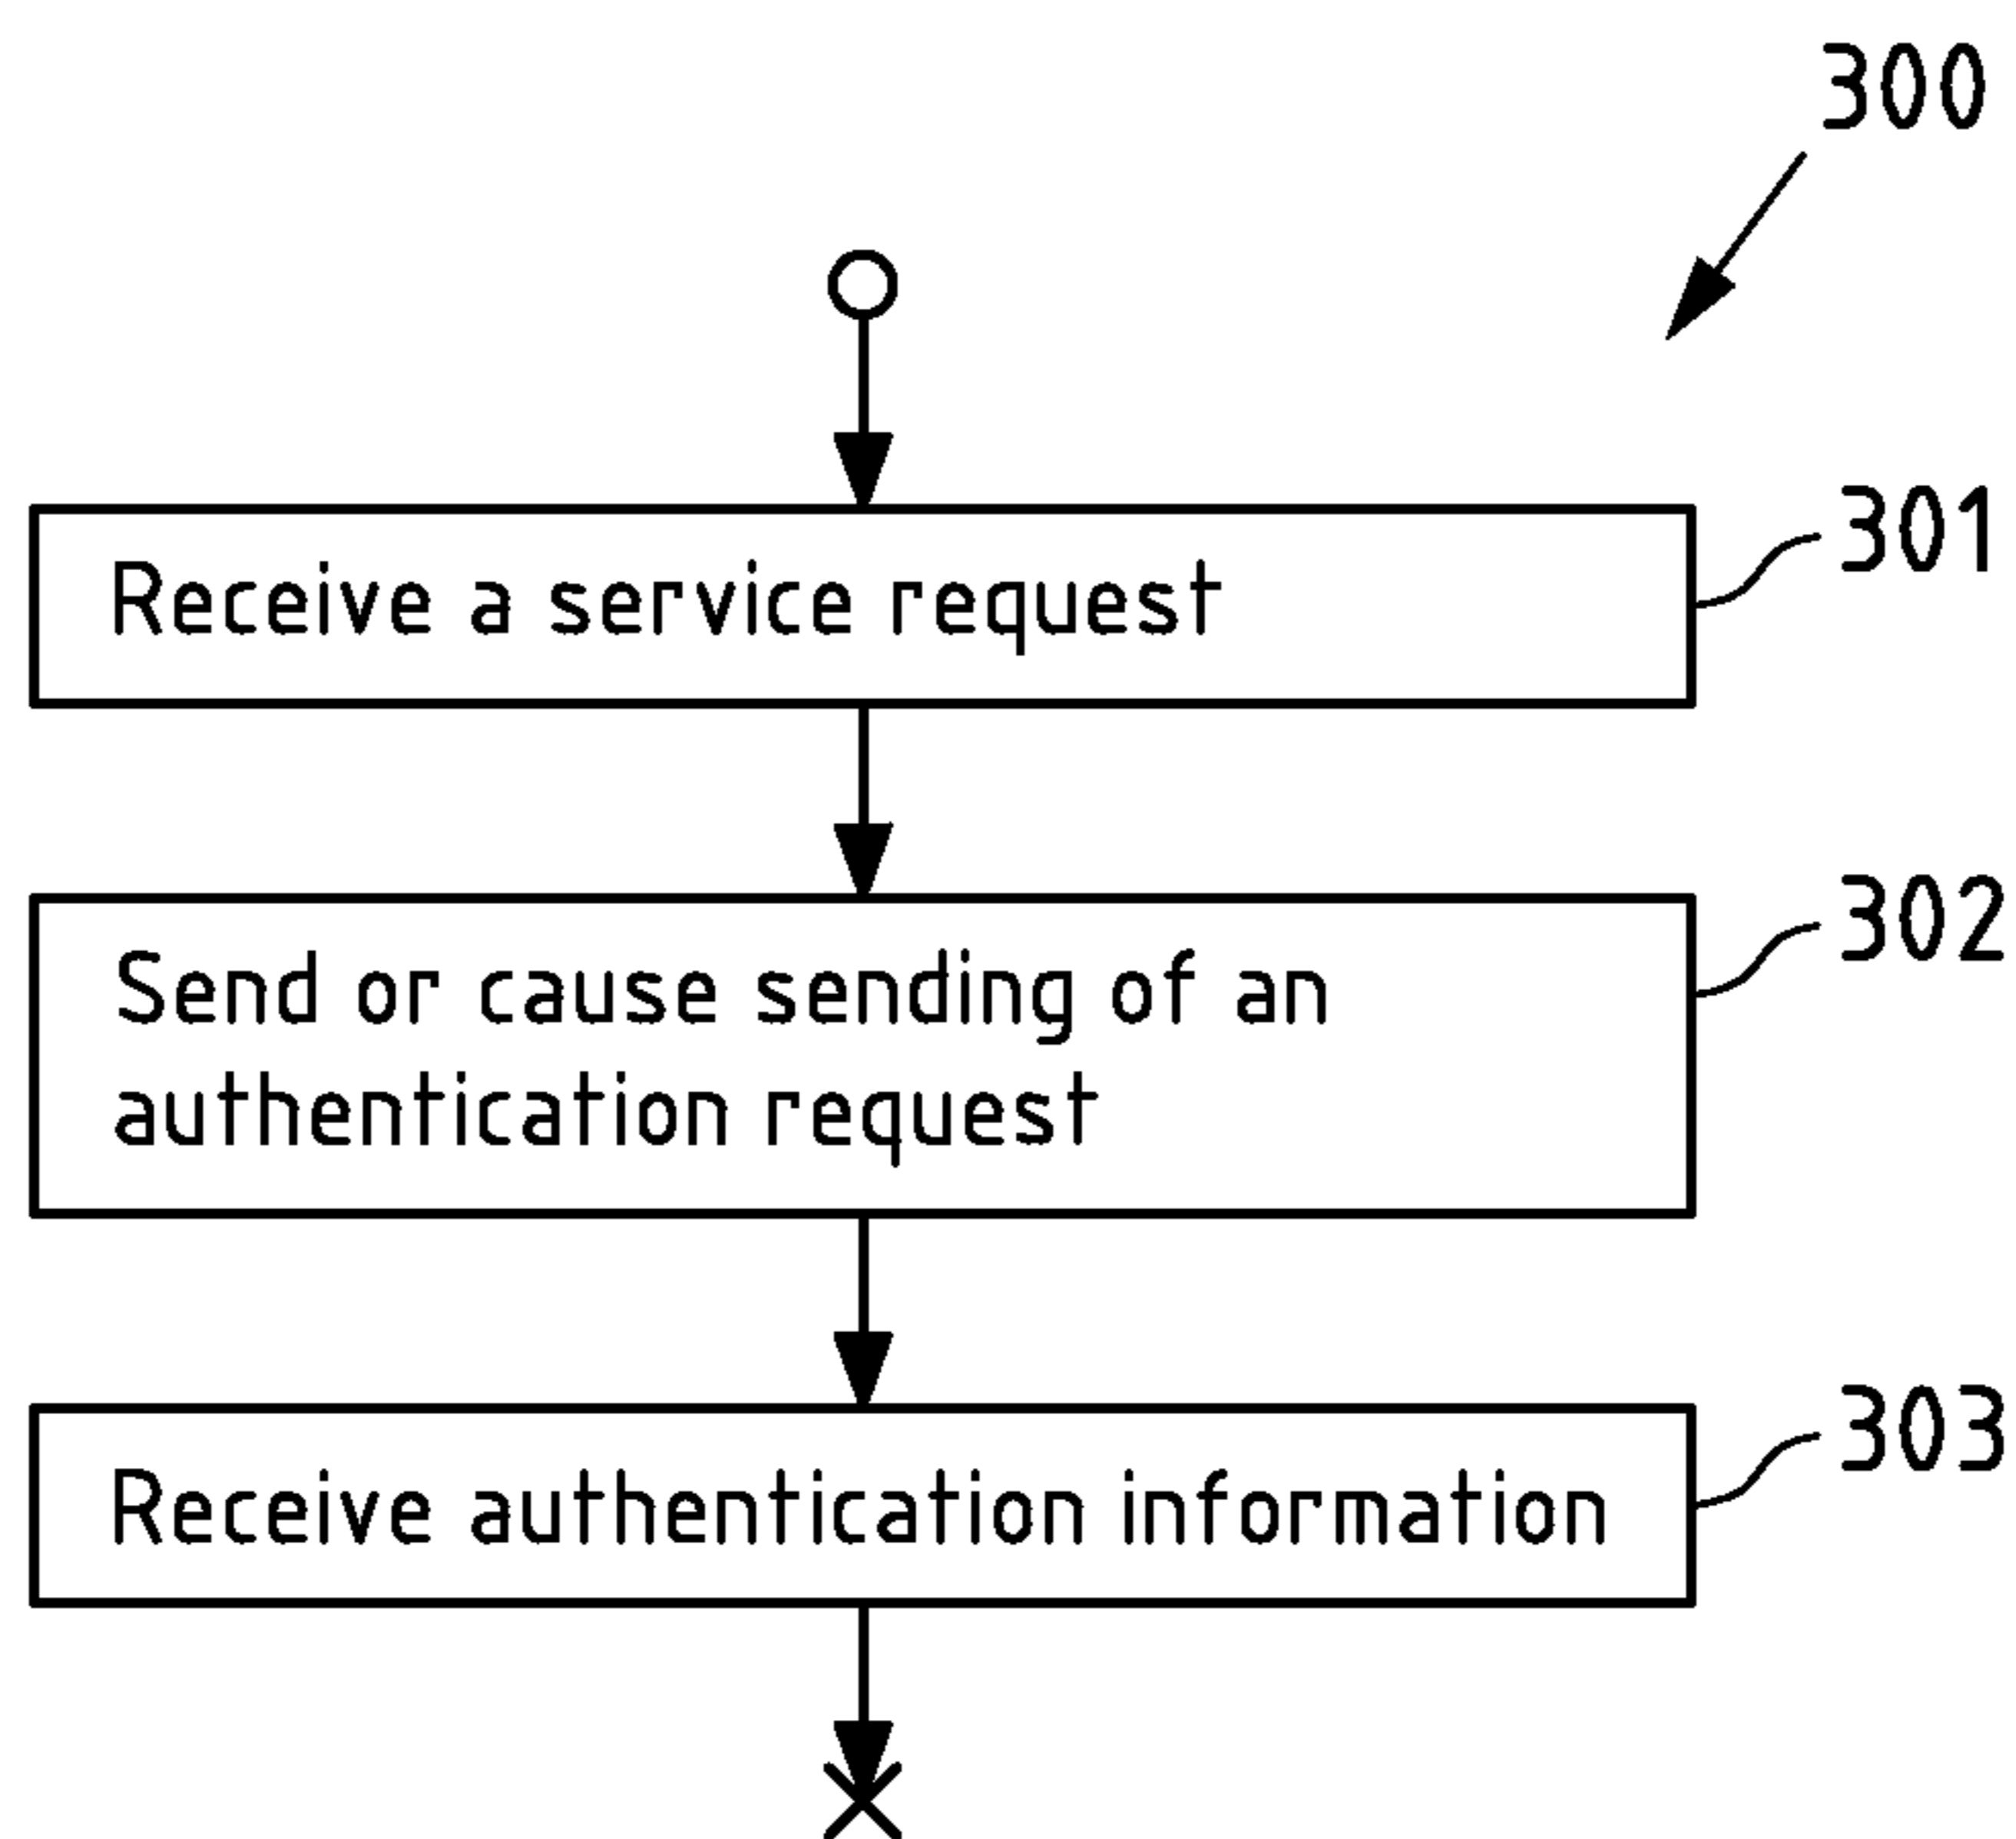 300
Receive a service request
301
Send or cause sending of an
authentication request
302
Receive authentication information
303